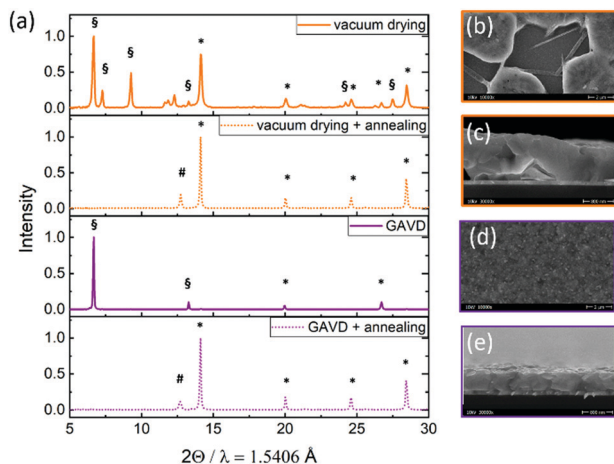 (a)
§ vacuum drying
§ § § * * § * * § *
1.0
0.5
0.0
vacuum drying + annealing
# * * * *
1.0
0.5
0.0
GAVD
§ § * *
1.0
0.5
0.0
GAVD + annealing
# * * * *
1.0
0.5
0.0
Intensity
5 10 15 20 25 30
2Θ / λ = 1.5406 Å
(b)
(c)
(d)
(e)